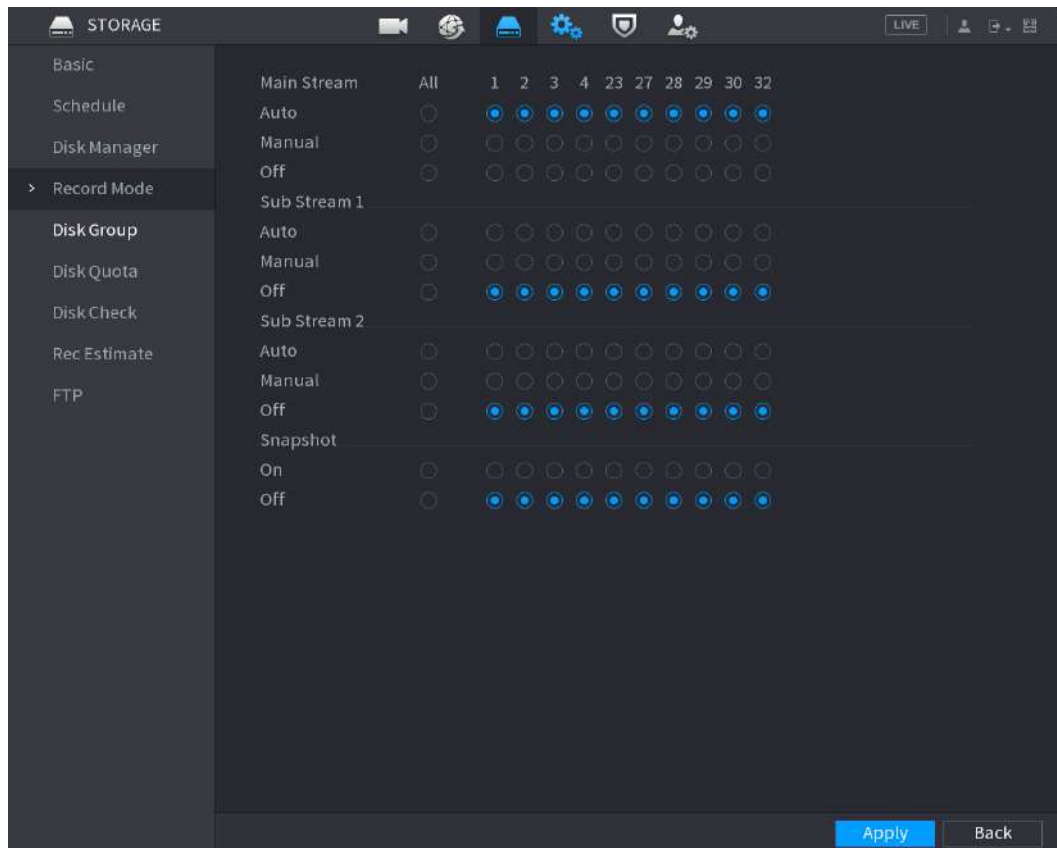 STORAGE LIVE
Basic
Schedule
Disk Manager
> Record Mode
Disk Group
Disk Quota
Disk Check
Rec Estimate
FTP
Main Stream All 1 2 3 4 23 27 28 29 30 32
Auto
Manual
Off
Sub Stream 1
Auto
Manual
Off
Sub Stream 2
Auto
Manual
Off
Snapshot
On
Off
Apply Back